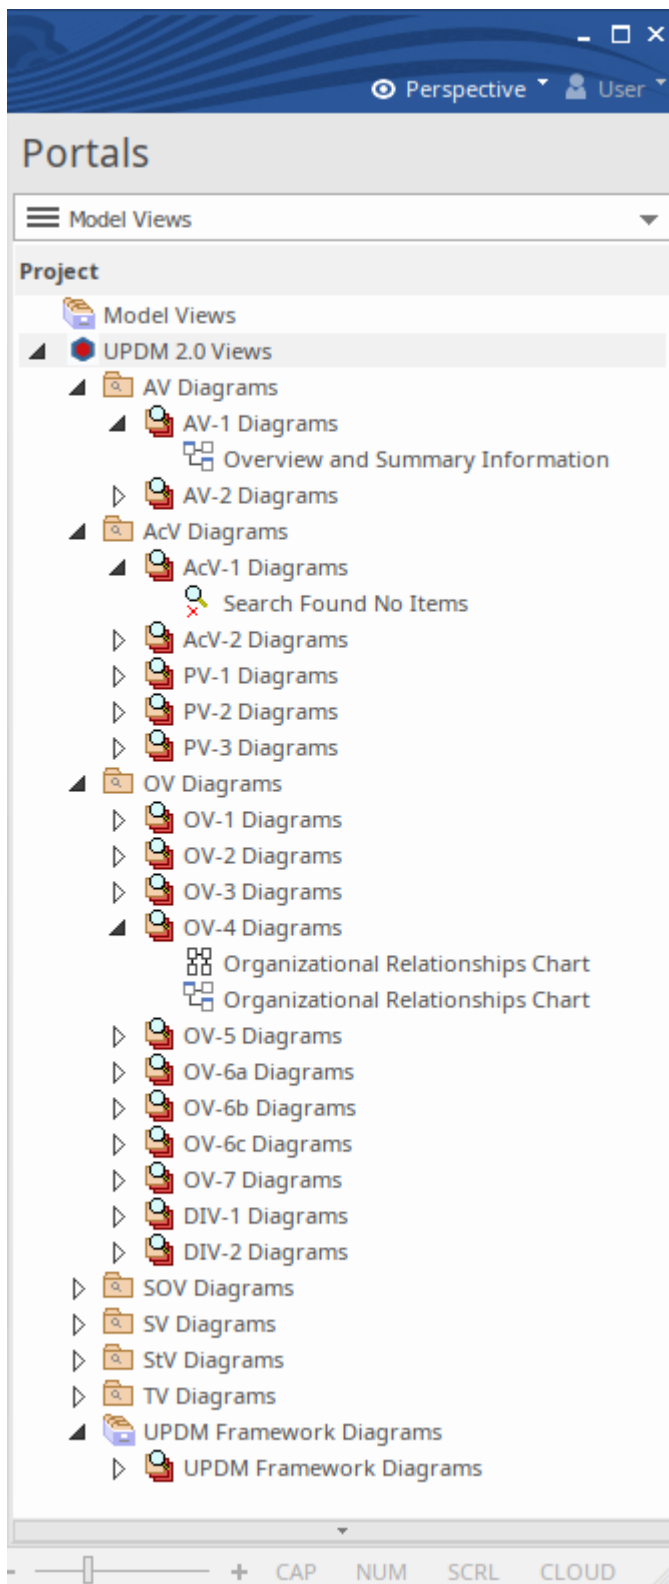 Perspective User
Portals
Model Views
Project
Model Views
UPDM 2.0 Views
AV Diagrams
AV-1 Diagrams
Overview and Summary Information
AV-2 Diagrams
AcV Diagrams
AcV-1 Diagrams
Search Found No Items
AcV-2 Diagrams
PV-1 Diagrams
PV-2 Diagrams
PV-3 Diagrams
OV Diagrams
OV-1 Diagrams
OV-2 Diagrams
OV-3 Diagrams
OV-4 Diagrams
Organizational Relationships Chart
Organizational Relationships Chart
OV-5 Diagrams
OV-6a Diagrams
OV-6b Diagrams
OV-6c Diagrams
OV-7 Diagrams
DIV-1 Diagrams
DIV-2 Diagrams
SOV Diagrams
SV Diagrams
StV Diagrams
TV Diagrams
UPDM Framework Diagrams
UPDM Framework Diagrams
CAP NUM SCRL CLOUD